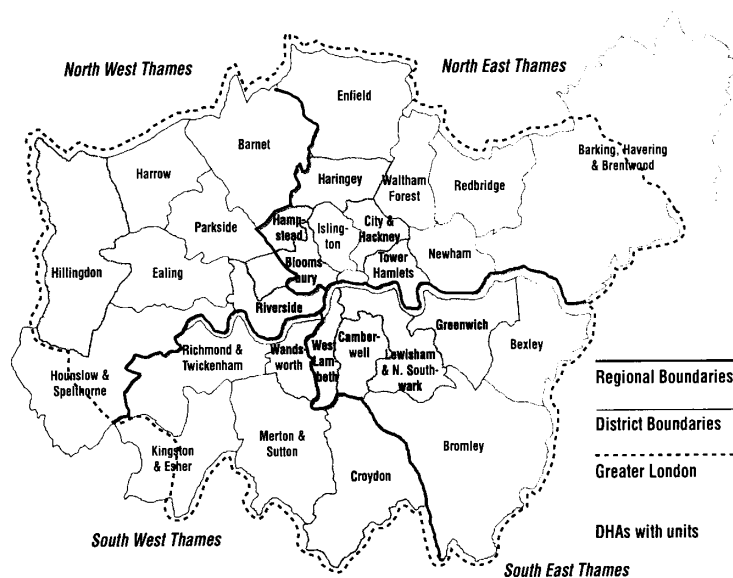 North West Thames
North East Thames
Enfield
Barnet
Barking, Havering
& Brentwood
Harrow
Haringey
Waltham
Forest
Redbridge
Parkside
Hamp-
stead
Isling-
ton
City &
Hackney
Hillingdon
Ealing
Blooms
bury
Tower
Hamlets
Newham
Riverside
Greenwich
Bexley
Hounslow &
Spelthorne
Richmond &
Twickenham
Wands-
worth
West
Lam-
beth
Camber-
well
Lewisham
& N. South-
wark
Regional Boundaries
District Boundaries
Kingston
& Esher
Merton &
Sutton
Croydon
Bromley
Greater London
DHAs with units
South West Thames
South East Thames